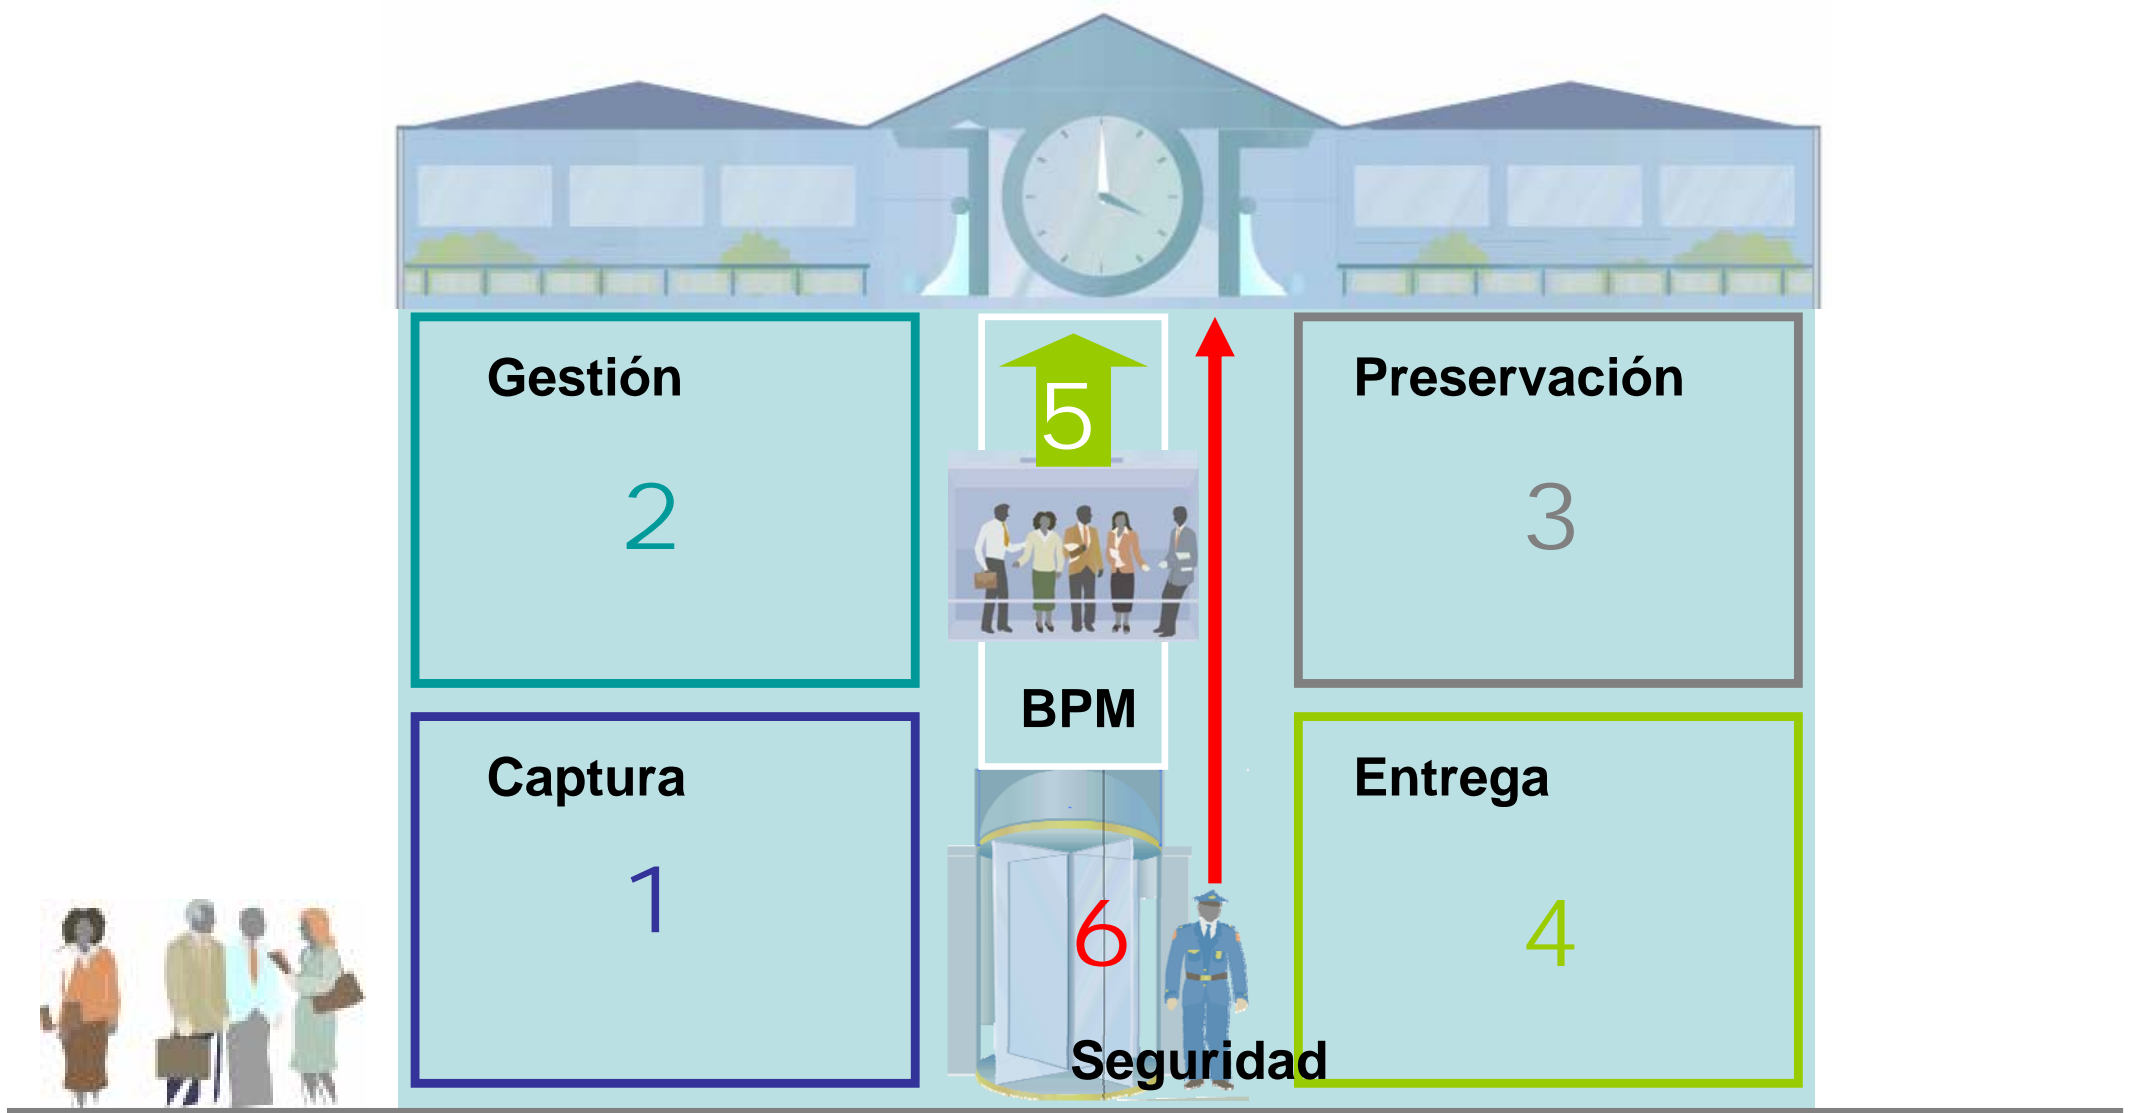 Gestión
2
5
BPM
Preservación
3
Captura
1
6
Seguridad
Entrega
4